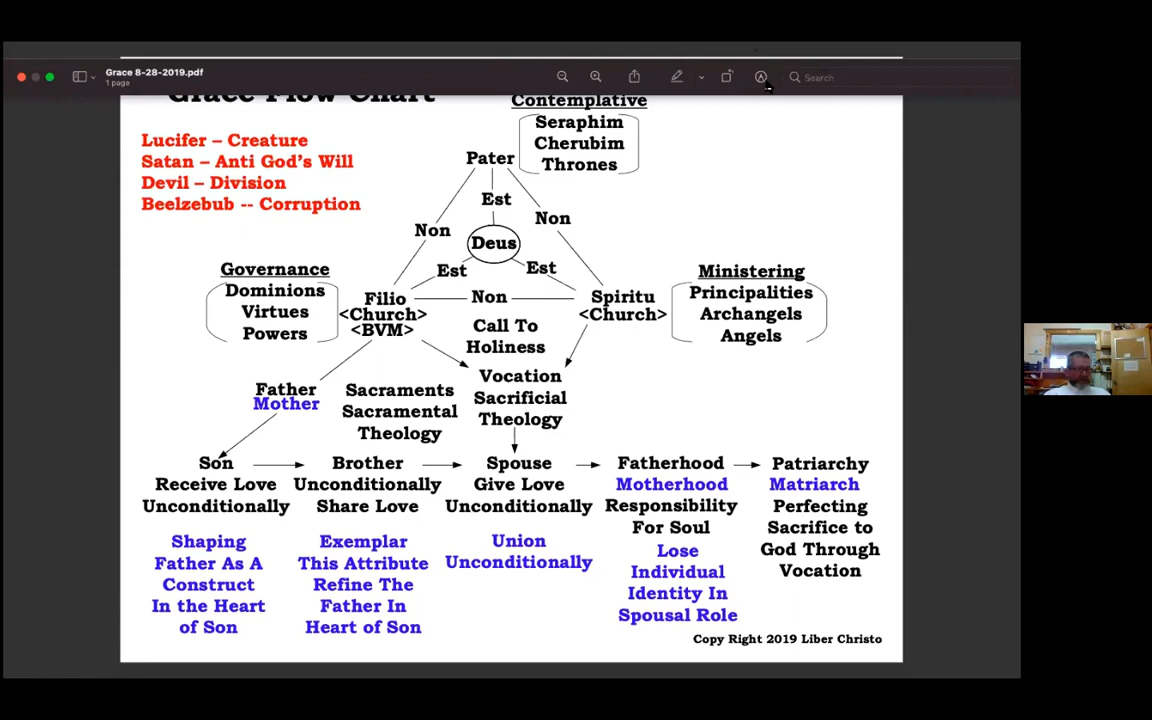 Grace 8-28-2019.pdf
1 page
Search
Grace Flow Chart
Contemplative
Seraphim
Cherubim
Thrones
Lucifer – Creature
Satan – Anti God's Will
Devil – Division
Beelzebub -- Corruption
Pater
Est
Non
Non
Deus
Est
Est
Governance
Dominions
Virtues
Powers
Filio
<Church>
<BVM>
Non
Spiritu
<Church>
Ministering
Principalities
Archangels
Angels
Call To
Holiness
Father
Mother
Sacraments
Sacramental
Theology
Vocation
Sacrificial
Theology
Son
Receive Love
Unconditionally
Brother
Unconditionally
Share Love
Spouse
Give Love
Unconditionally
Fatherhood
Motherhood
Responsibility
For Soul
Patriarchy
Matriarch
Perfecting
Sacrifice to
God Through
Vocation
Shaping
Father As A
Construct
In the Heart
of Son
Exemplar
This Attribute
Refine The
Father In
Heart of Son
Union
Unconditionally
Lose
Individual
Identity In
Spousal Role
Copy Right 2019 Liber Christo